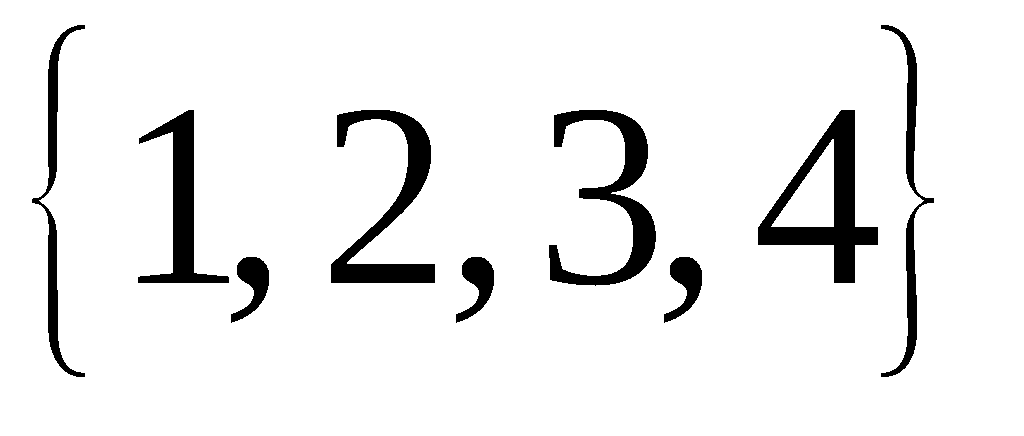 {1, 2, 3, 4}